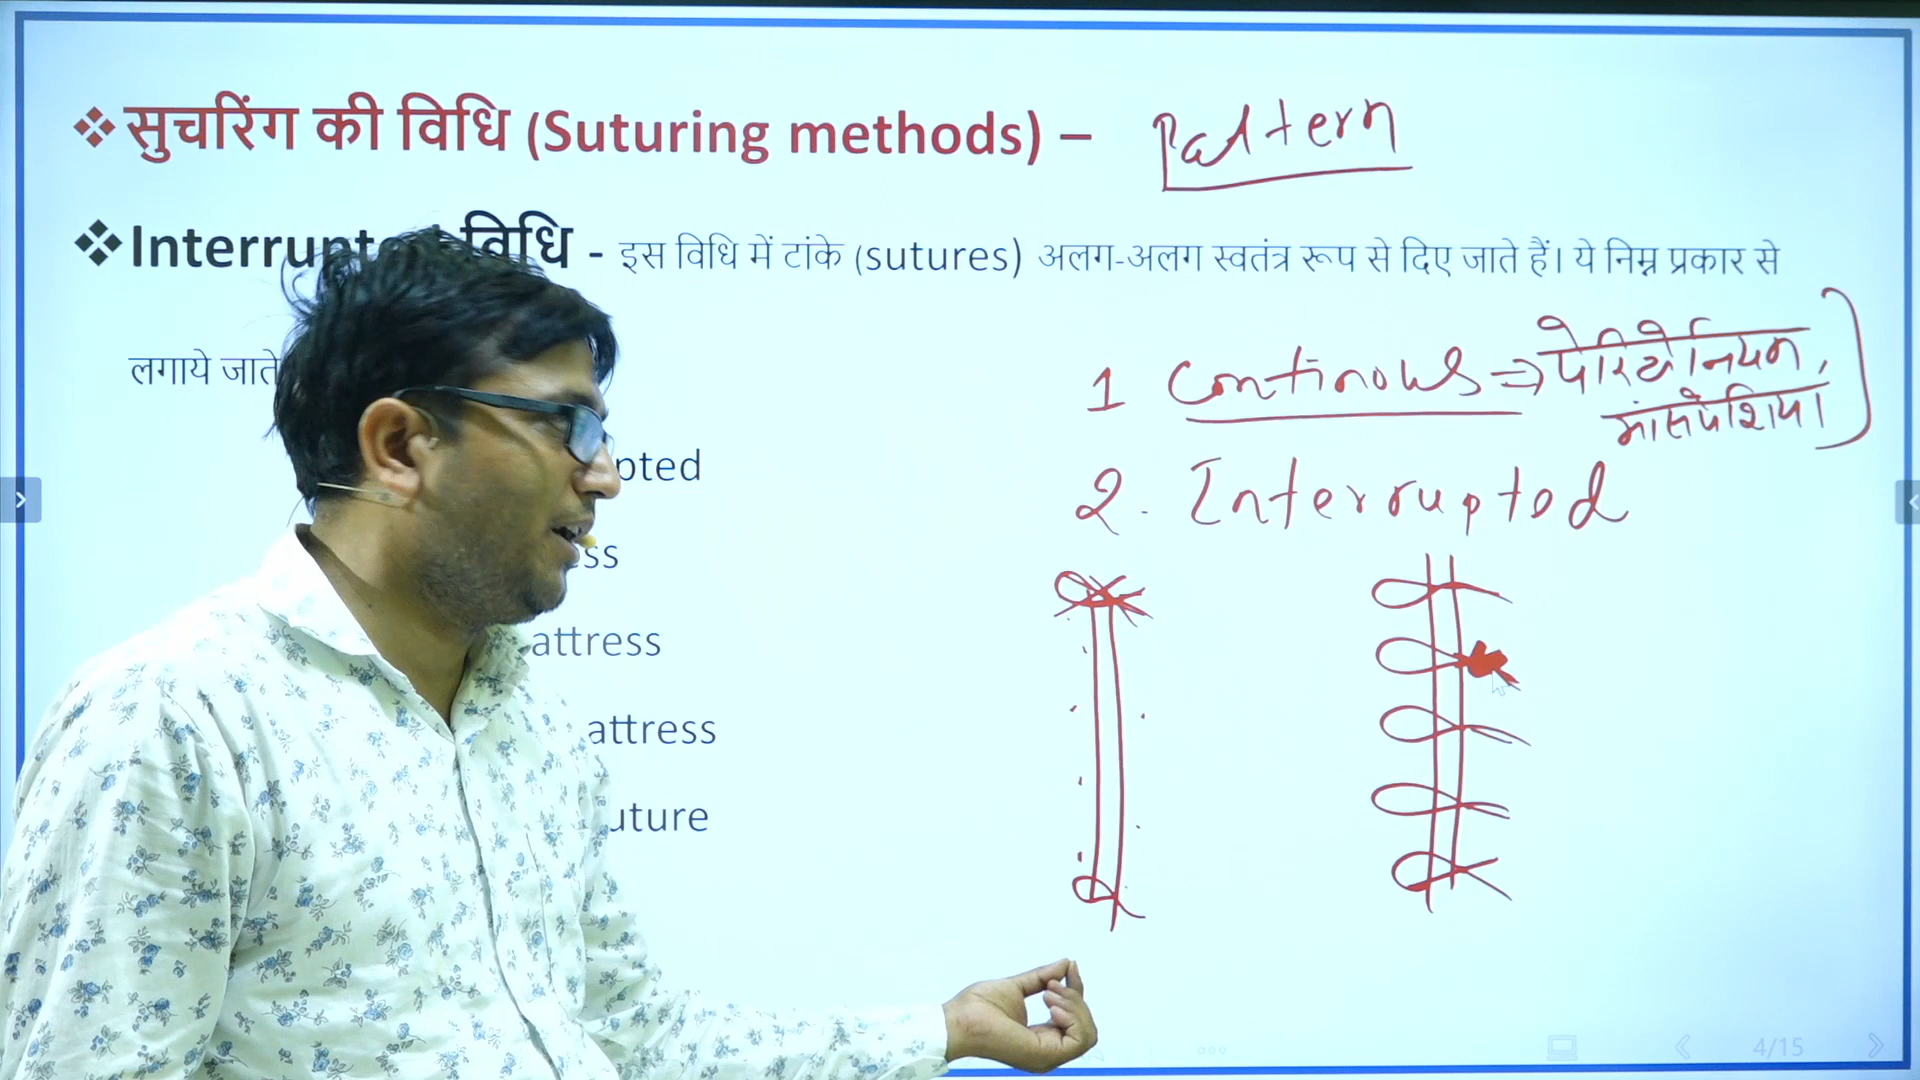 ❖ सुचरिंग की विधि (Suturing methods) – Pattern
❖ Interrupted विधि - इस विधि में टांके (sutures) अलग-अलग स्वतंत्र रूप से दिए जाते हैं। ये निम्न प्रकार से
लगाये जाते
1 Continous ⇒ पेरिटोनियम,
मांसपेशिया
pted
2. Interrupted
ss
attress
attress
uture
4/15